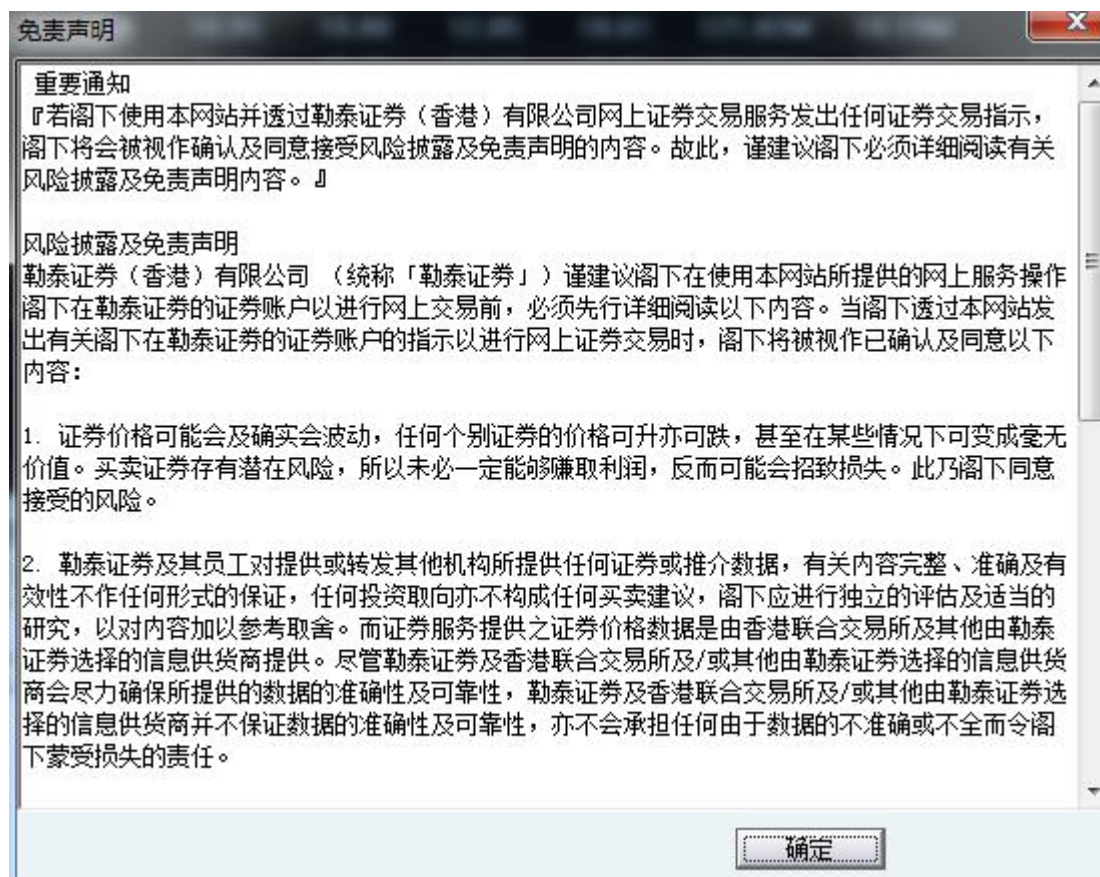 免责声明
重要通知
『若阁下使用本网站并透过勒泰证券（香港）有限公司网上证券交易服务发出任何证券交易指示，
阁下将会被视作确认及同意接受风险披露及免责声明的内容。故此，谨建议阁下必须详细阅读有关
风险披露及免责声明内容。』
风险披露及免责声明
勒泰证券（香港）有限公司 （统称「勒泰证券」）谨建议阁下在使用本网站所提供的网上服务操作
阁下在勒泰证券的证券账户以进行网上交易前，必须先行详细阅读以下内容。当阁下透过本网站发
出有关阁下在勒泰证券的证券账户的指示以进行网上证券交易时，阁下将被视作已确认及同意以下
内容：
1. 证券价格可能会及确实会波动，任何个别证券的价格可升亦可跌，甚至在某些情况下可变成毫无
价值。买卖证券存有潜在风险，所以未必一定能够赚取利润，反而可能会招致损失。此乃阁下同意
接受的风险。
2. 勒泰证券及其员工对提供或转发其他机构所提供任何证券或推介数据，有关内容完整、准确及有
效性不作任何形式的保证，任何投资取向亦不构成任何买卖建议，阁下应进行独立的评估及适当的
研究，以对内容加以参考取舍。而证券服务提供之证券价格数据是由香港联合交易所及其他由勒泰
证券选择的信息供货商提供。尽管勒泰证券及香港联合交易所及/或其他由勒泰证券选择的信息供货
商会尽力确保所提供的数据的准确性及可靠性，勒泰证券及香港联合交易所及/或其他由勒泰证券选
择的信息供货商并不保证数据的准确性及可靠性，亦不会承担任何由于数据的不准确或不全而令阁
下蒙受损失的责任。
确定